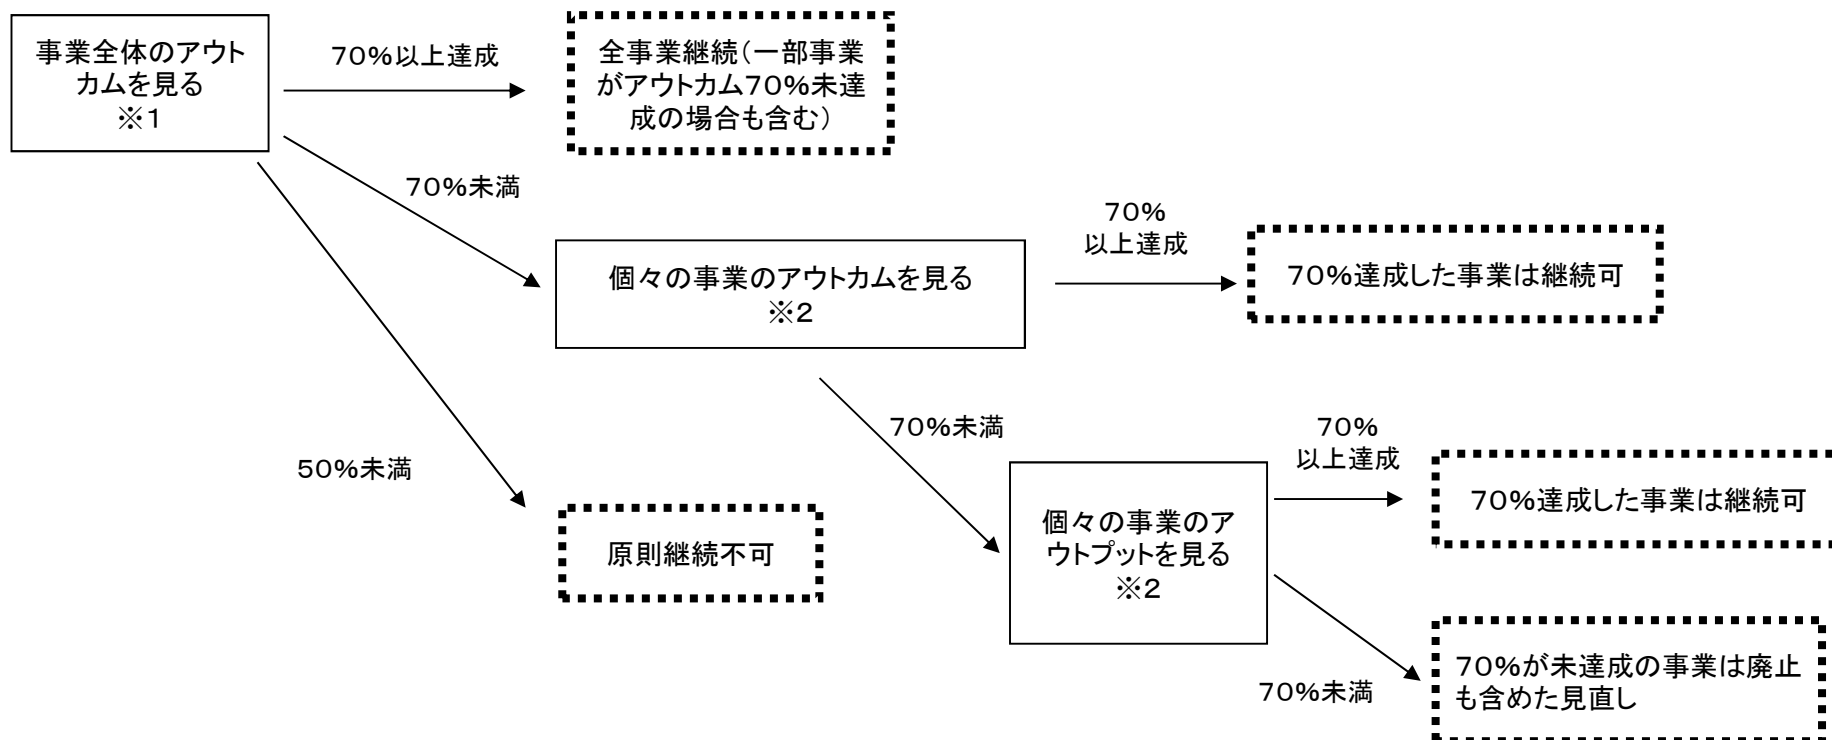 事業全体のアウト
カムを見る
※1
70%以上達成
全事業継続(一部事業
がアウトカム70%未達
成の場合も含む)
70%未満
個々の事業のアウトカムを見る
※2
70%
以上達成
70%達成した事業は継続可
50%未満
原則継続不可
70%未満
個々の事業のア
ウトプットを見る
※2
70%
以上達成
70%達成した事業は継続可
70%未満
70%が未達成の事業は廃止
も含めた見直し